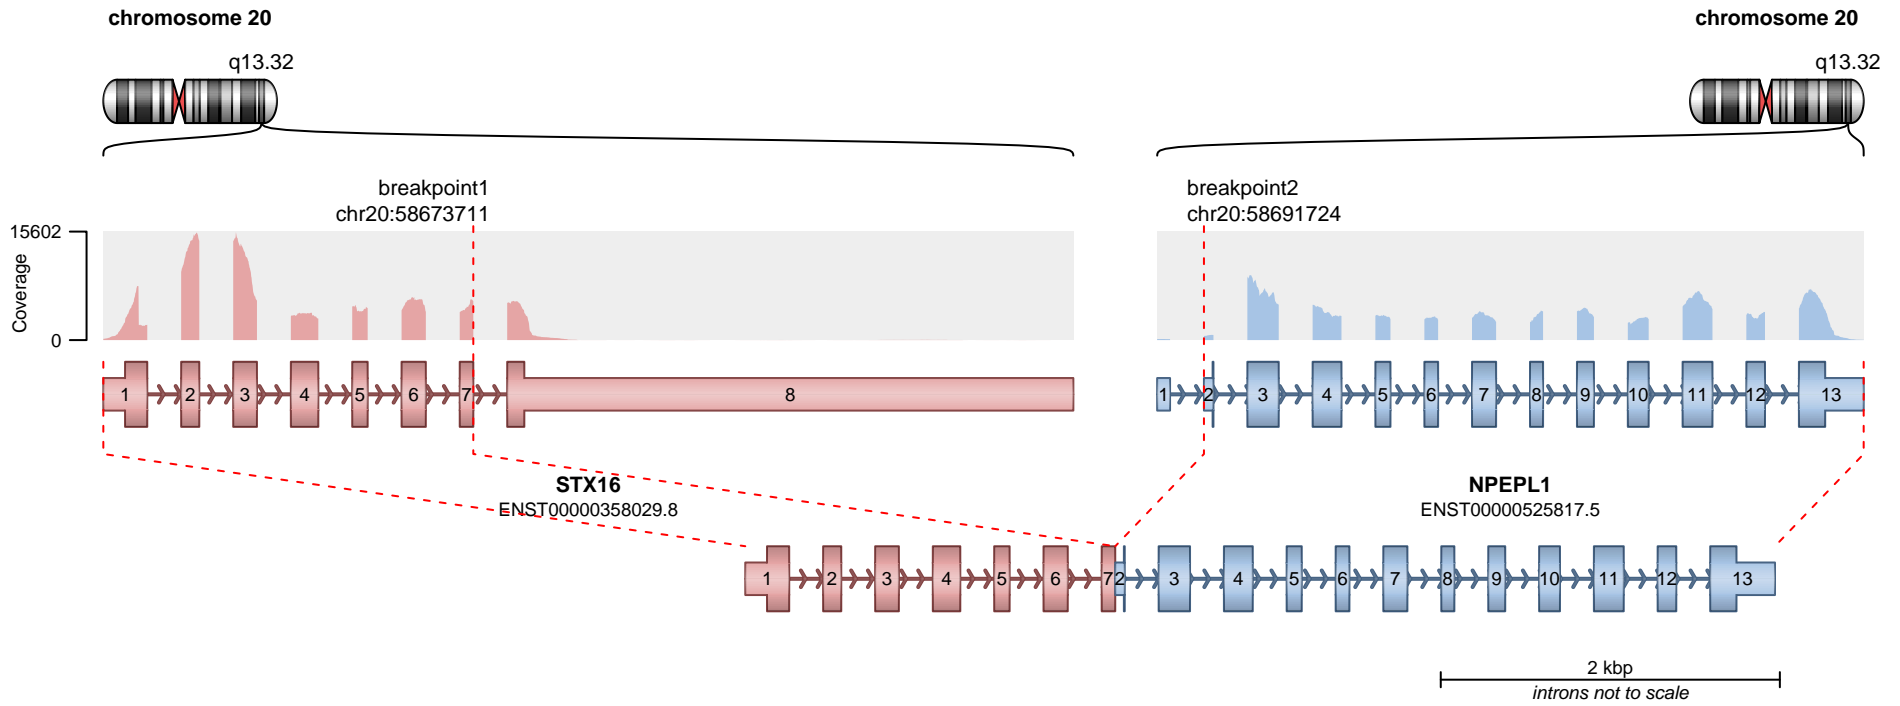 chromosome 20
chromosome 20
q13.32
q13.32
breakpoint1
chr20:58673711
breakpoint2
chr20:58691724
15602
Coverage
0
1 2 3 4 5 6 7 8
1 2 3 4 5 6 7 8 9 10 11 12 13
STX16
ENST00000358029.8
NPEPL1
ENST00000525817.5
1 2 3 4 5 6 7 2 3 4 5 6 7 8 9 10 11 12 13
2 kbp
introns not to scale